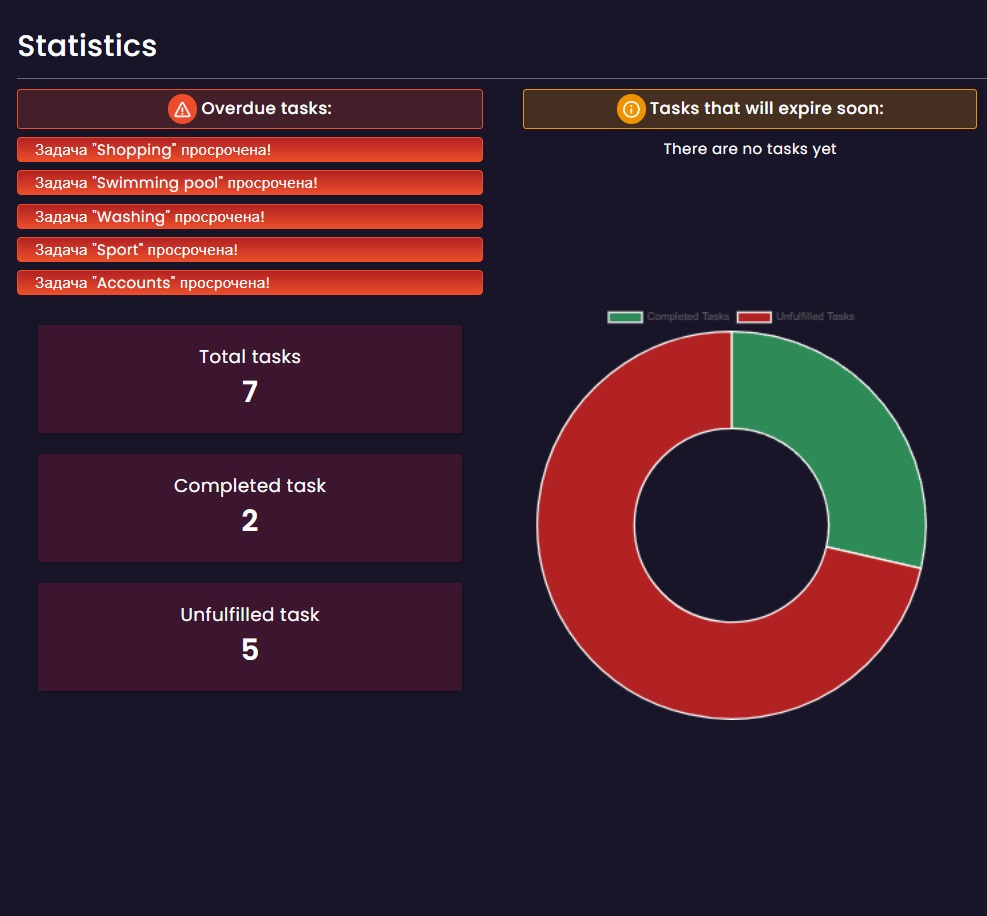 Statistics
Overdue tasks:
Задача "Shopping" просрочена!
Задача "Swimming pool" просрочена!
Задача "Washing" просрочена!
Задача "Sport" просрочена!
Задача "Accounts" просрочена!
Tasks that will expire soon:
There are no tasks yet
Total tasks
7
Completed task
2
Unfulfilled task
5
Completed Tasks Unfulfilled Tasks